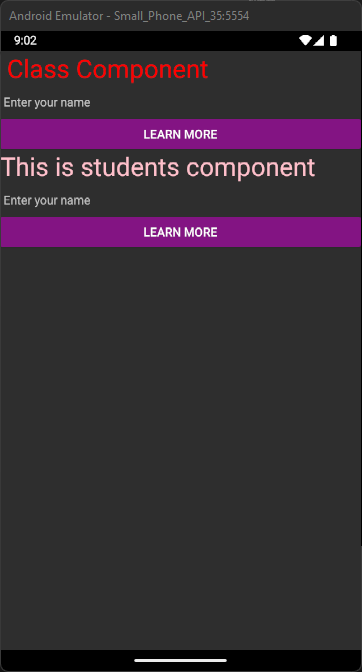 Android Emulator - Small_Phone_API_35:5554
9:02
Class Component
Enter your name
LEARN MORE
This is students component
Enter your name
LEARN MORE